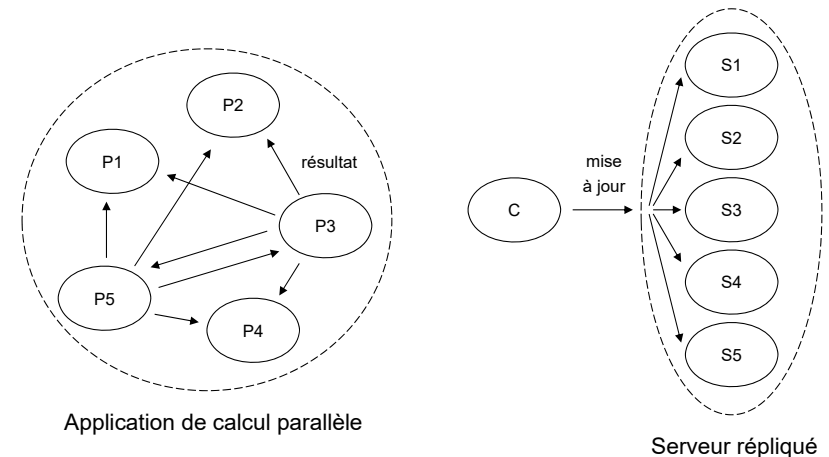 P2
P1
résultat
P3
P5
P4
Application de calcul parallèle
S1
S2
mise
à jour
C
S3
S4
S5
Serveur répliqué